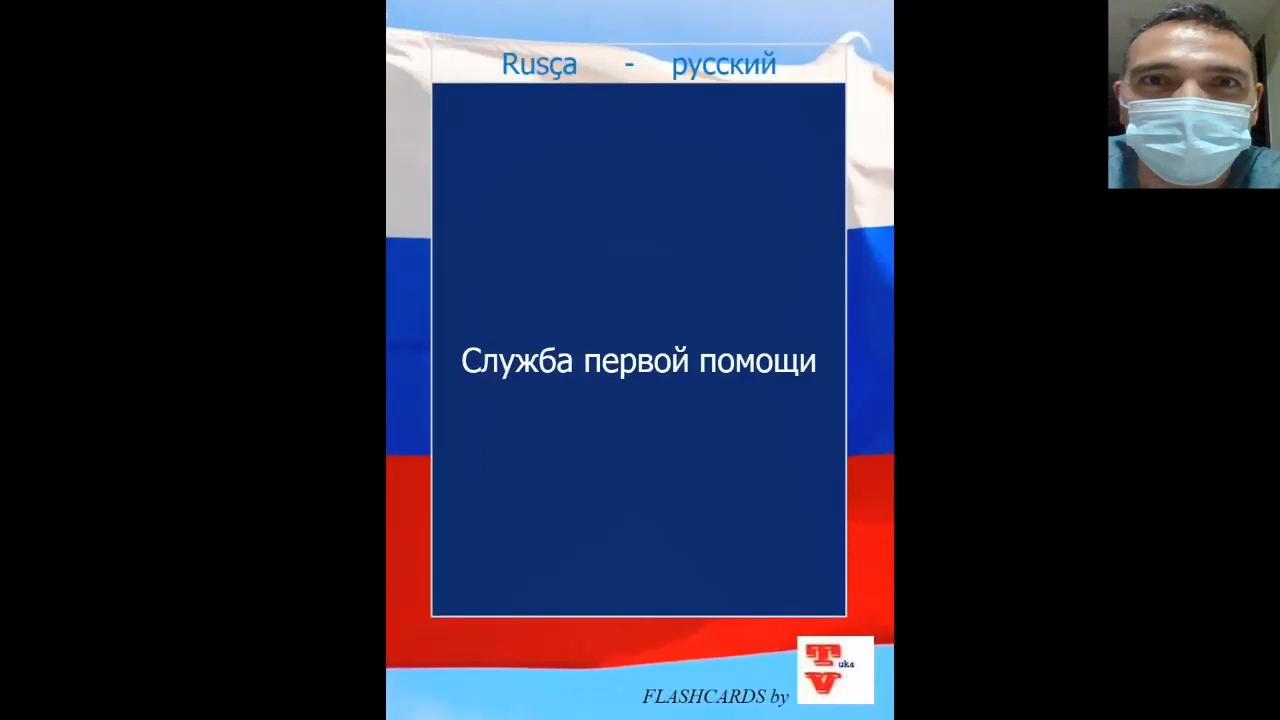 Rusça - русский
Служба первой помощи
FLASHCARDS by
T uka
V